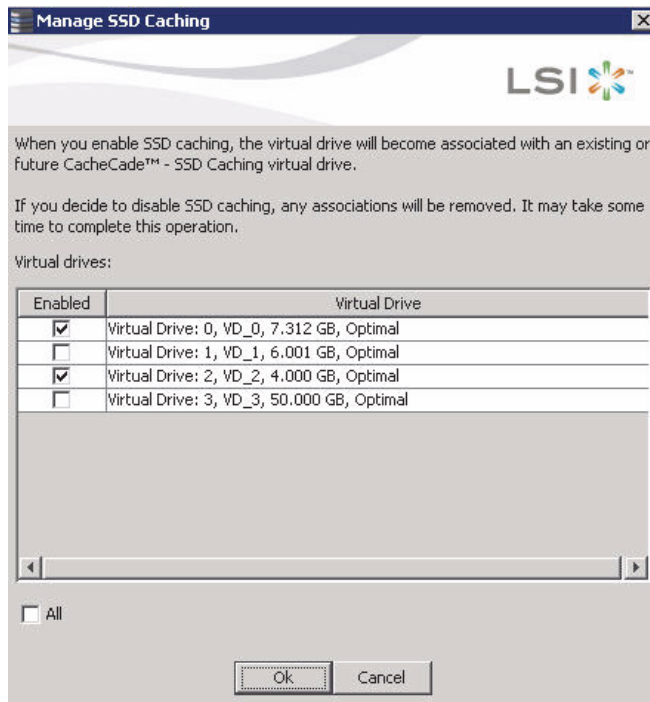 Manage SSD Caching
LSI
When you enable SSD caching, the virtual drive will become associated with an existing or
future CacheCade™ - SSD Caching virtual drive.
If you decide to disable SSD caching, any associations will be removed. It may take some
time to complete this operation.
Virtual drives:
Enabled Virtual Drive
Virtual Drive: 0, VD_0, 7.312 GB, Optimal
Virtual Drive: 1, VD_1, 6.001 GB, Optimal
Virtual Drive: 2, VD_2, 4.000 GB, Optimal
Virtual Drive: 3, VD_3, 50.000 GB, Optimal
All
Ok Cancel